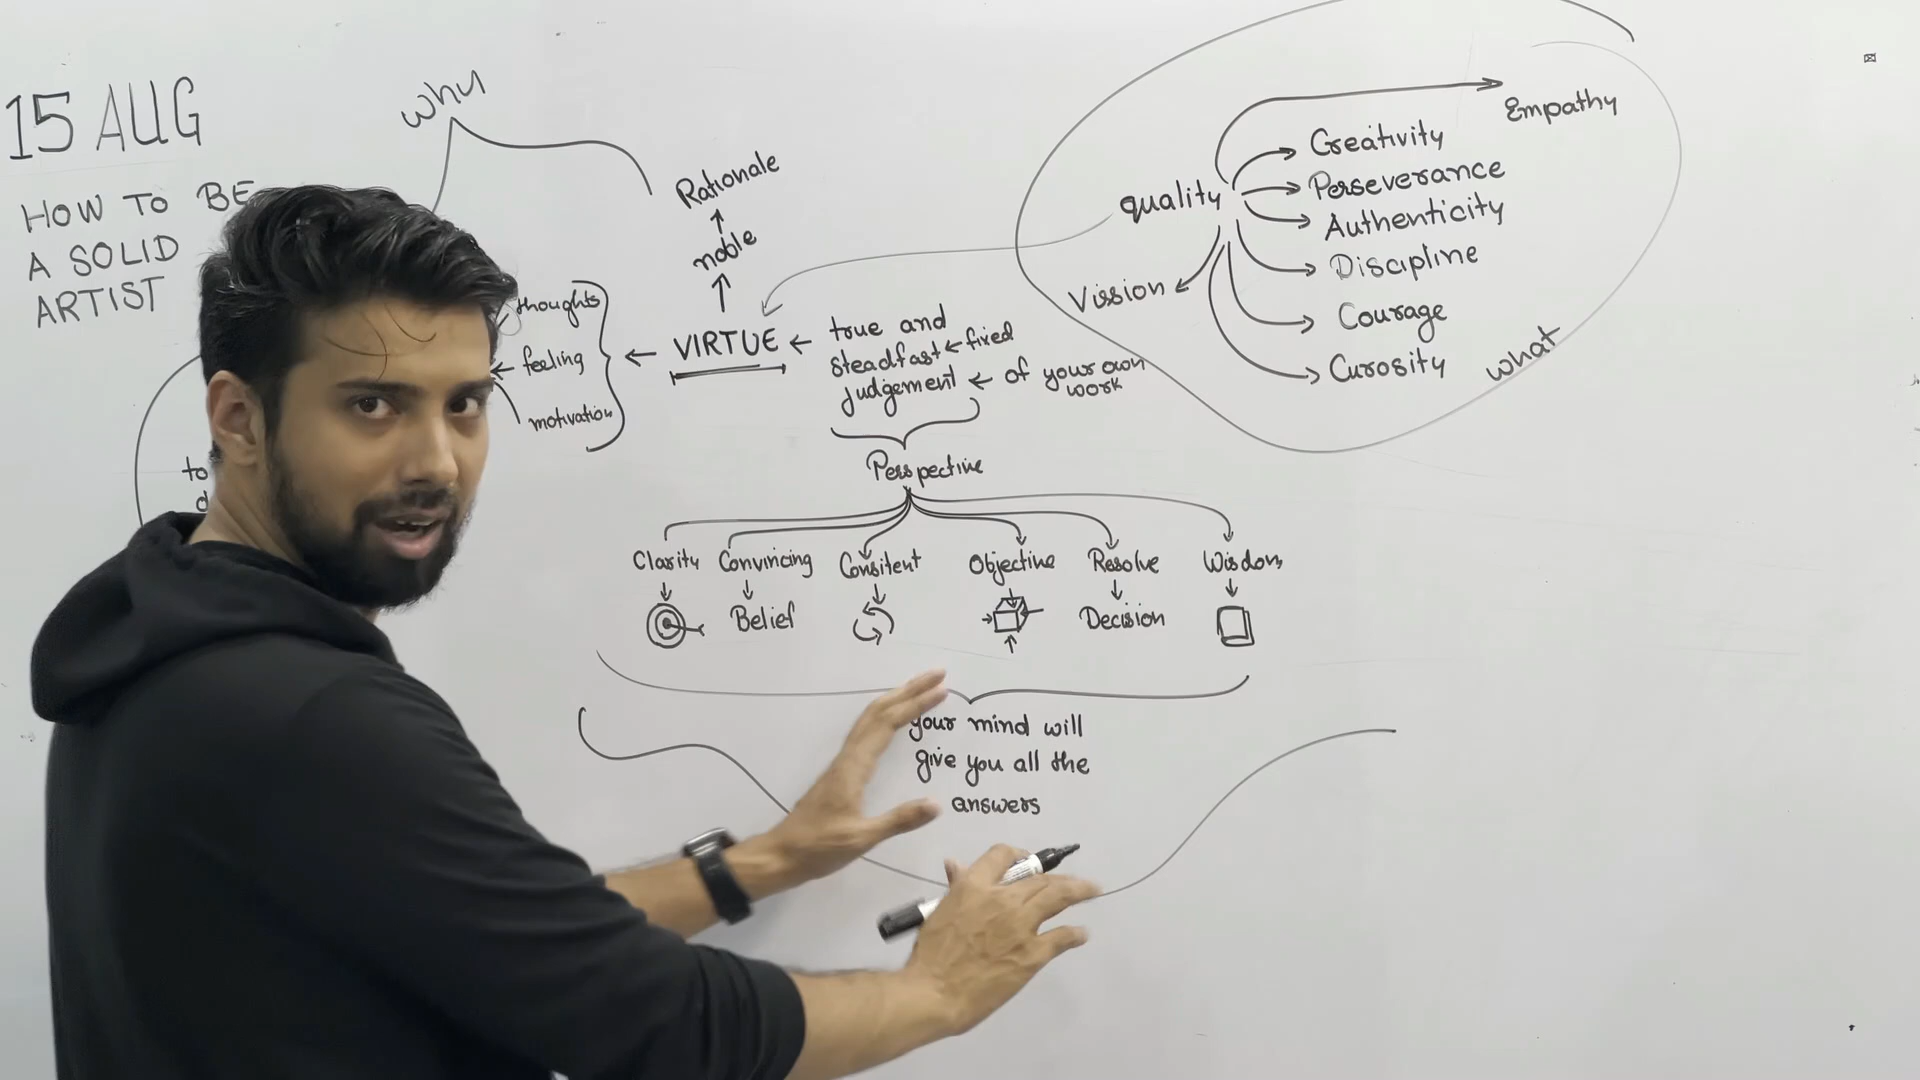 15 AUG
HOW TO BE
A SOLID
ARTIST
why
Rationale
noble
VIRTUE
thoughts
feeling
motivation
to
true and
steadfast fixed
judgement of your own
work
quality
Empathy
Creativity
Perseverance
Authenticity
Discipline
Courage
Curosity
Vission
what
Perspective
Clarity Convincing Consitent Objective Resolve Wisdom
Belief Decision
your mind will
give you all the
answers